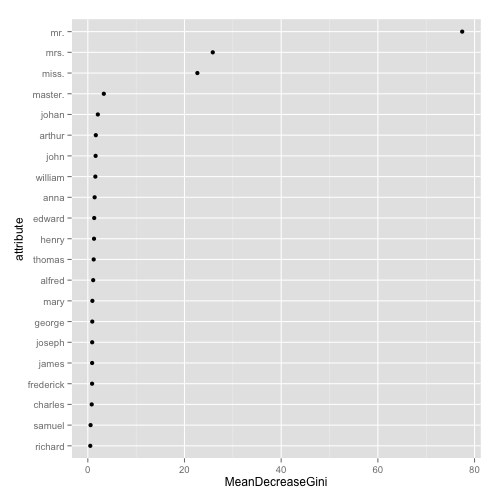 mr.
mrs.
miss.
master.
johan
arthur
john
william
anna
edward
henry
thomas
alfred
mary
george
joseph
james
frederick
charles
samuel
richard
attribute
0 20 40 60 80
MeanDecreaseGini